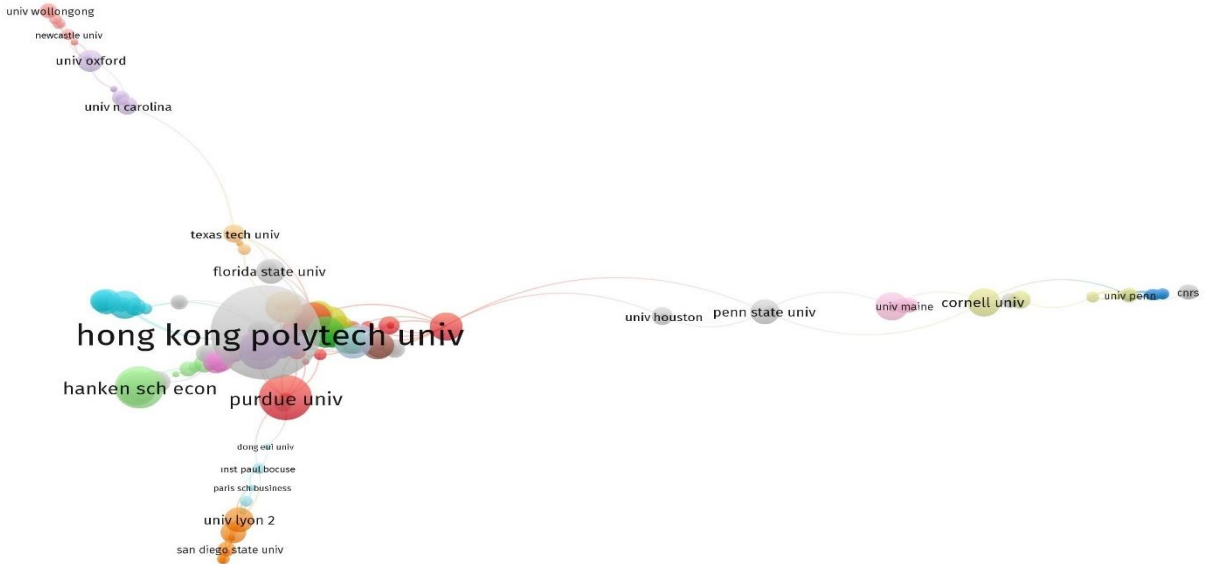 univ wollongong
newcastle univ
univ oxford
univ n carolina
texas tech univ
florida state univ
hong kong polytech univ
hanken sch econ
purdue univ
dong eui univ
inst paul bocuse
paris sch business
univ lyon 2
san diego state univ
univ houston
penn state univ
univ maine
cornell univ
univ penn
cnrs